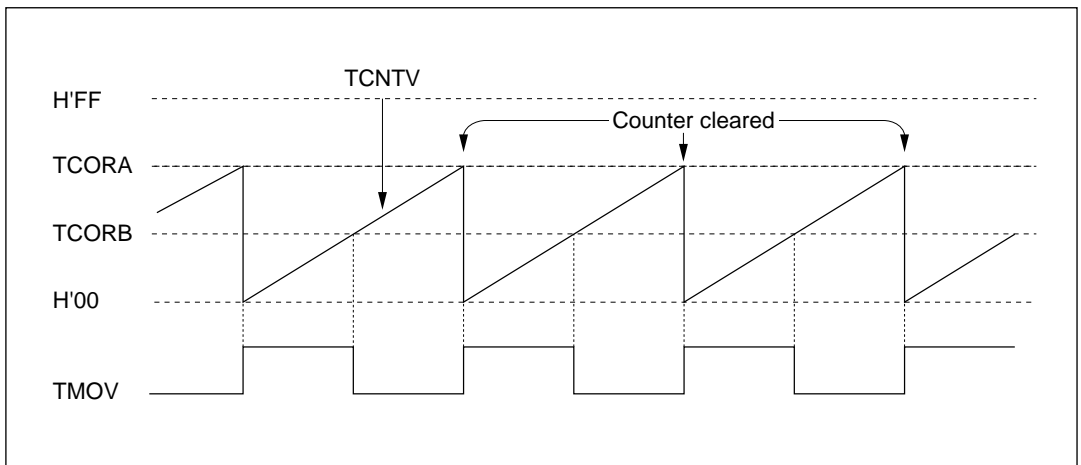 TCNTV
H'FF
Counter cleared
TCORA
TCORB
H'00
TMOV